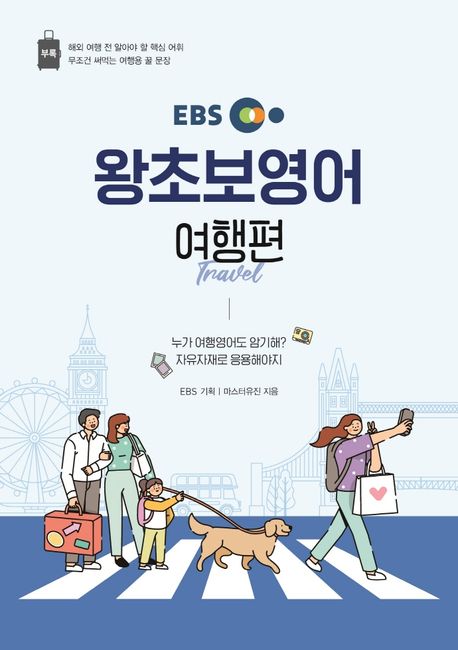 부록
해외 여행 전 알아야 할 핵심 어휘
무조건 써먹는 여행용 꿀 문장
EBS
왕초보영어
여행편
Travel
누가 여행영어도 암기해?
자유자재로 응용해야지
EBS 기획 | 마스터유진 지음